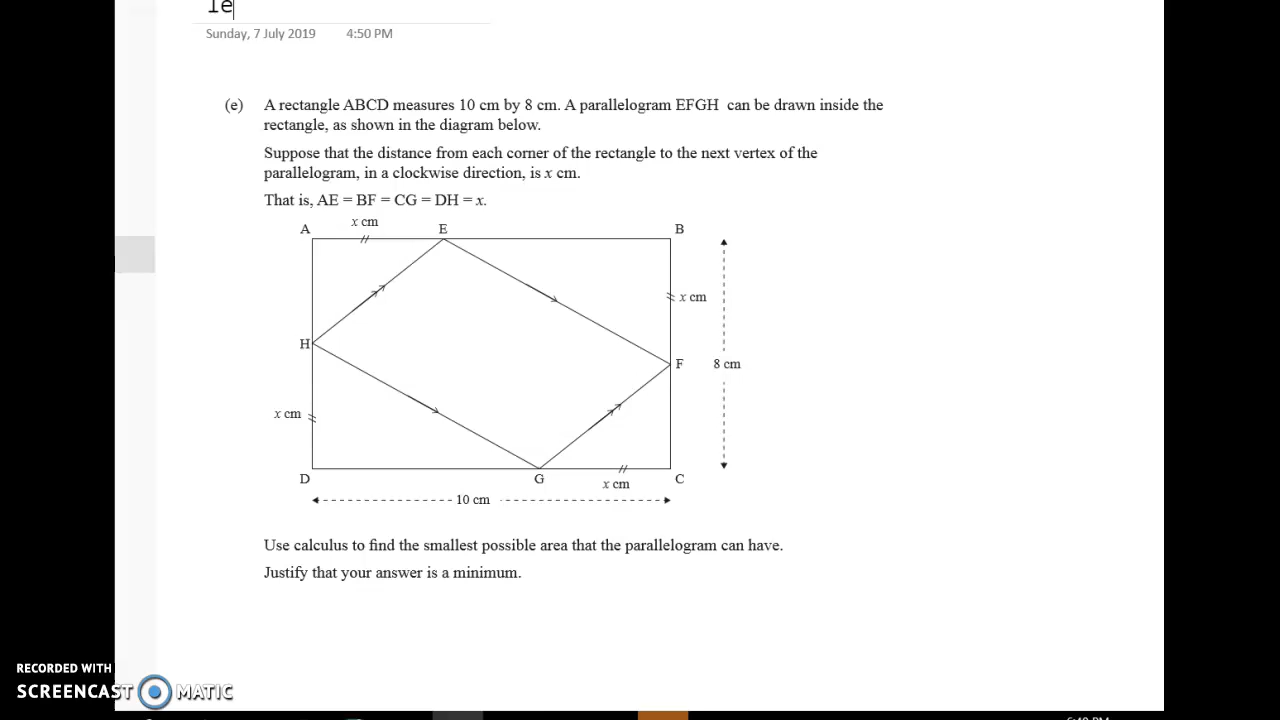 Ie
Sunday, 7 July 2019 4:50 PM
(e) A rectangle ABCD measures 10 cm by 8 cm. A parallelogram EFGH can be drawn inside the
rectangle, as shown in the diagram below.
Suppose that the distance from each corner of the rectangle to the next vertex of the
parallelogram, in a clockwise direction, is x cm.
That is, AE = BF = CG = DH = x.
x cm
A E B
x cm
H
F 8 cm
x cm
D G C
x cm
10 cm
Use calculus to find the smallest possible area that the parallelogram can have.
Justify that your answer is a minimum.
RECORDED WITH
SCREENCAST MATIC